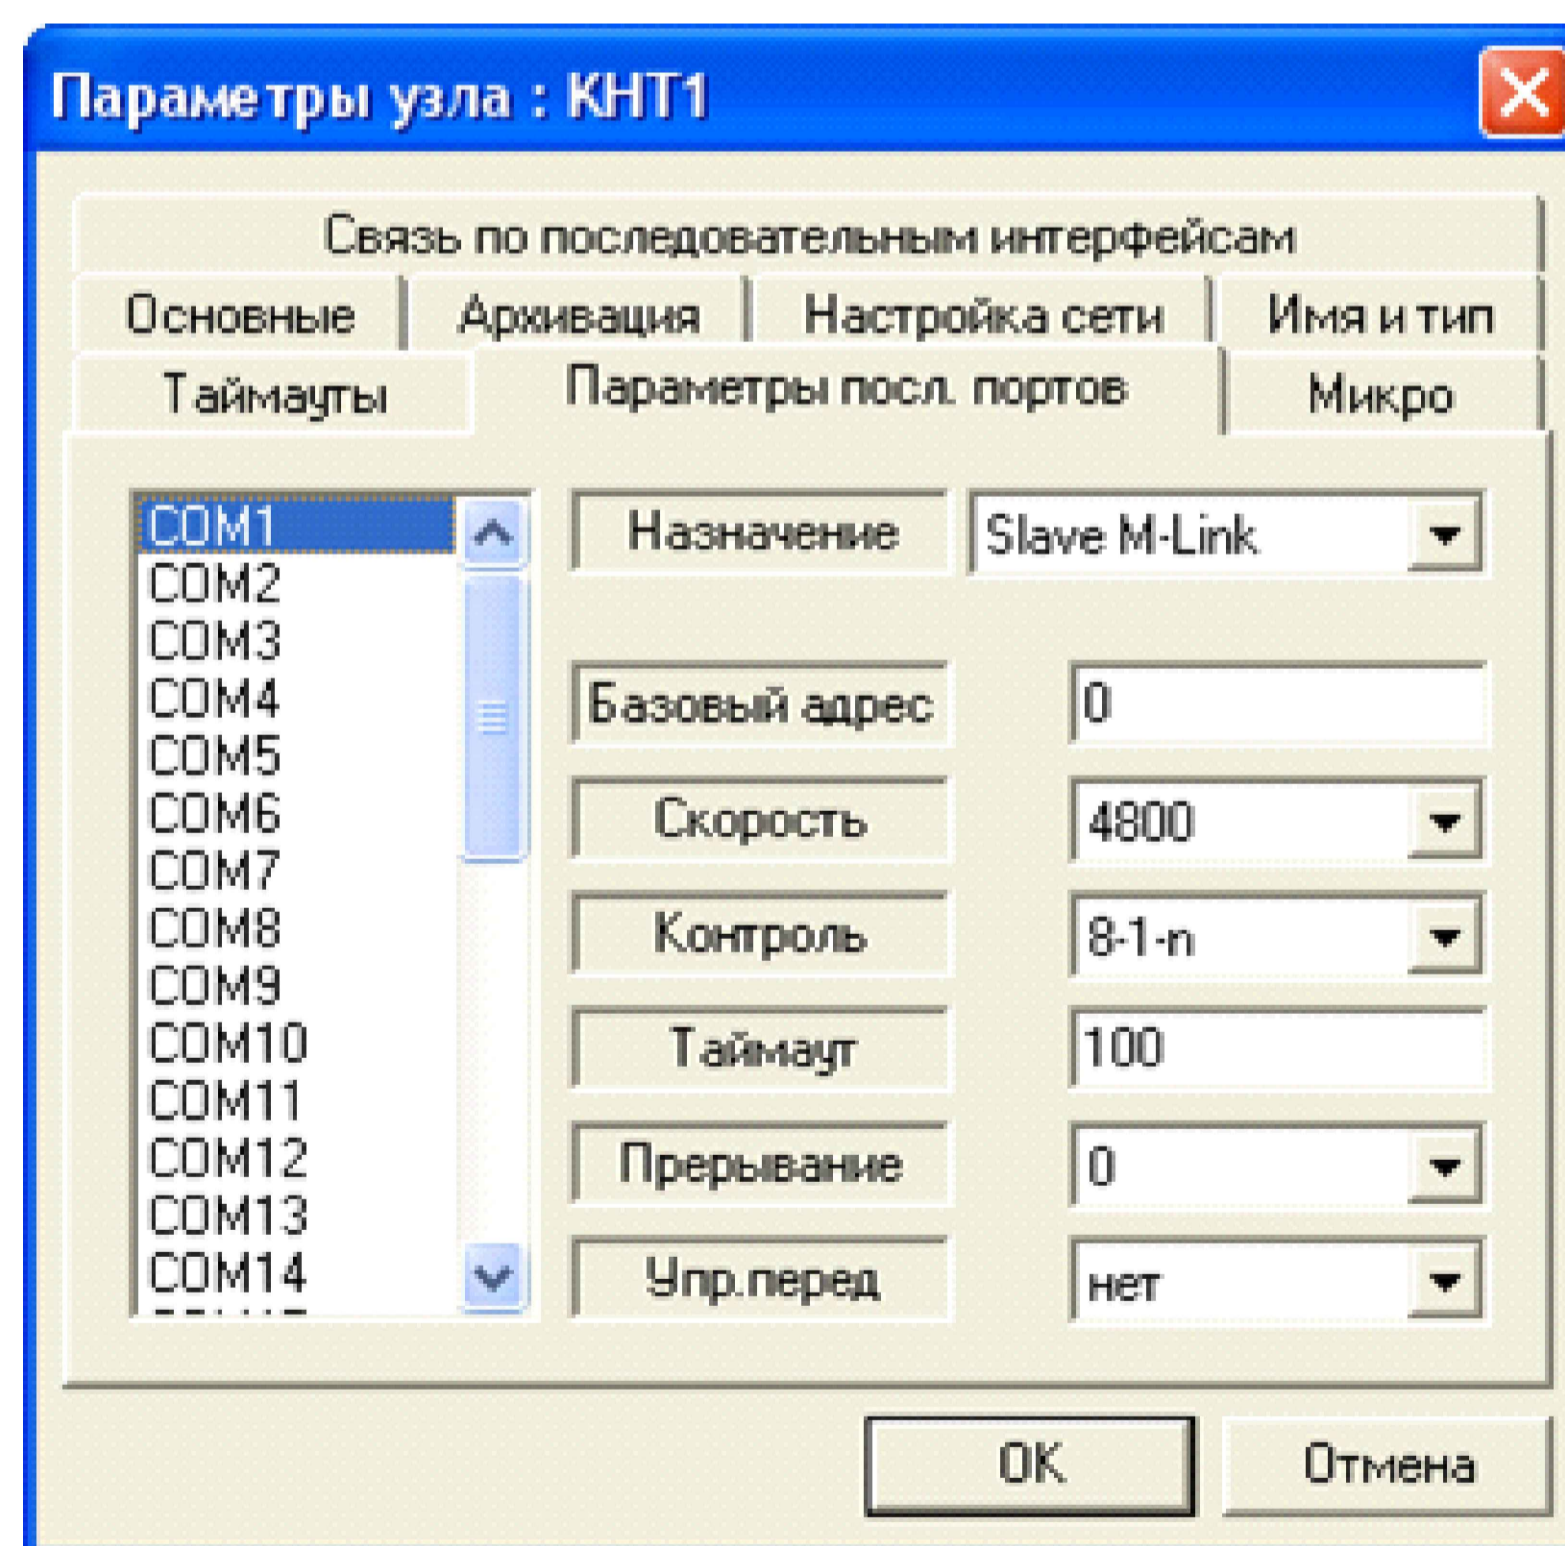 Параметры узла : КНТ1
Связь по последовательным интерфейсам
Основные Архивация Настройка сети Имя и тип
Таймауты Параметры посл. портов Микро
COM1
COM2
COM3
COM4
COM5
COM6
COM7
COM8
COM9
COM10
COM11
COM12
COM13
COM14
Назначение Slave M-Link
Базовый адрес 0
Скорость 4800
Контроль 8-1-n
Таймаут 100
Прерывание 0
Упр.перед нет
OK Отмена